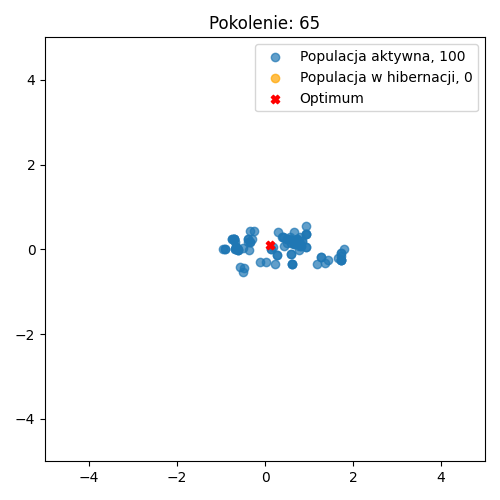 Pokolenie: 65
Populacja aktywna, 100
Populacja w hibernacji, 0
Optimum
4
2
0
−2
−4
−4 −2 0 2 4